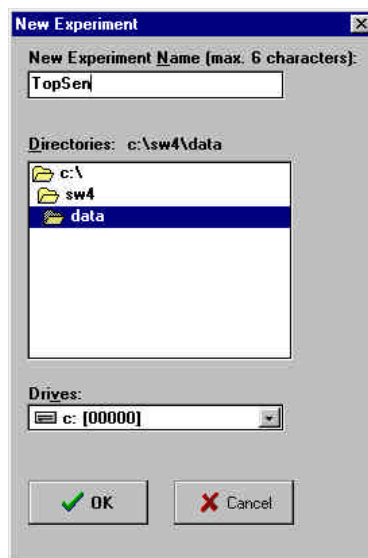 New Experiment
New Experiment Name (max. 6 characters):
TopSen
Directories: c:\sw4\data
c:\
sw4
data
Drives:
c: [00000]
OK
Cancel